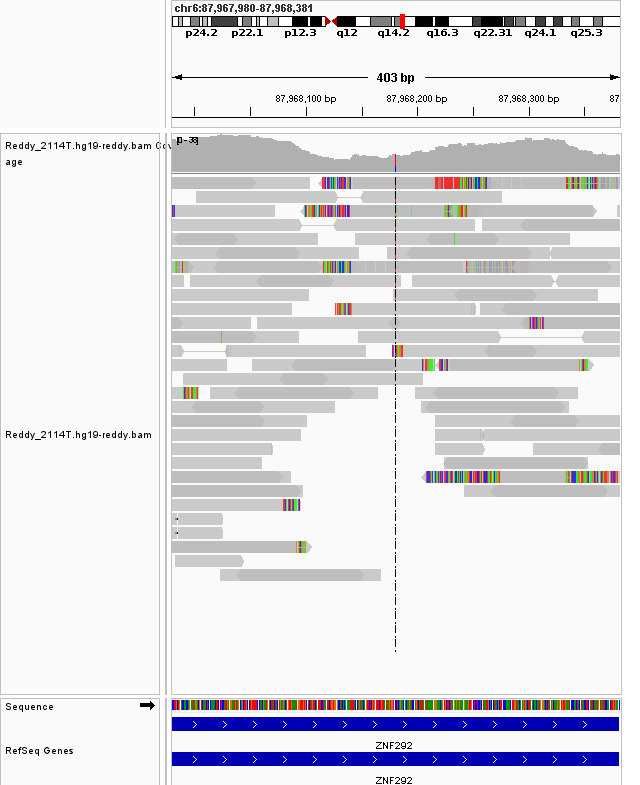 chr6:87,967,980-87,968,381
p24.2 p22.1 p12.3 q12 q14.2 q16.3 q22.31 q24.1 q25.3
403 bp
87,968,100 bp 87,968,200 bp 87,968,300 bp 87
Reddy_2114T.hg19-reddy.bam Cov
age
Reddy_2114T.hg19-reddy.bam
Sequence
ZNF292
RefSeq Genes
ZNF292